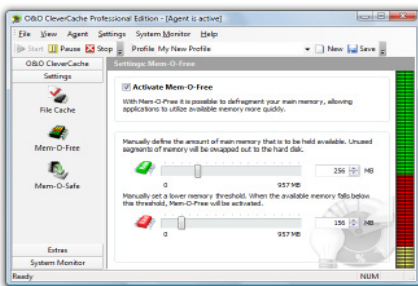 O&O CleverCache Professional Edition - [Agent is active]
File View Agent Settings System Monitor Help
Start Pause Stop Profile My New Profile New Save
O&O CleverCache
Settings
File Cache
Mem-O-Free
Mem-O-Safe
Extras
System Monitor
Settings: Mem-O-Free
Activate Mem-O-Free
With Mem-O-Free it is possible to defragment your main memory, allowing
applications to utilize available memory more quickly.
Manually define the amount of main memory that is to be held available. Unused
segments of memory will be swapped out to the hard disk.
256 MB
0 957 MB
Manually set a lower memory threshold. When the available memory falls below
this threshold, Mem-O-Free will be activated.
156 MB
0 957 MB
Ready NUM